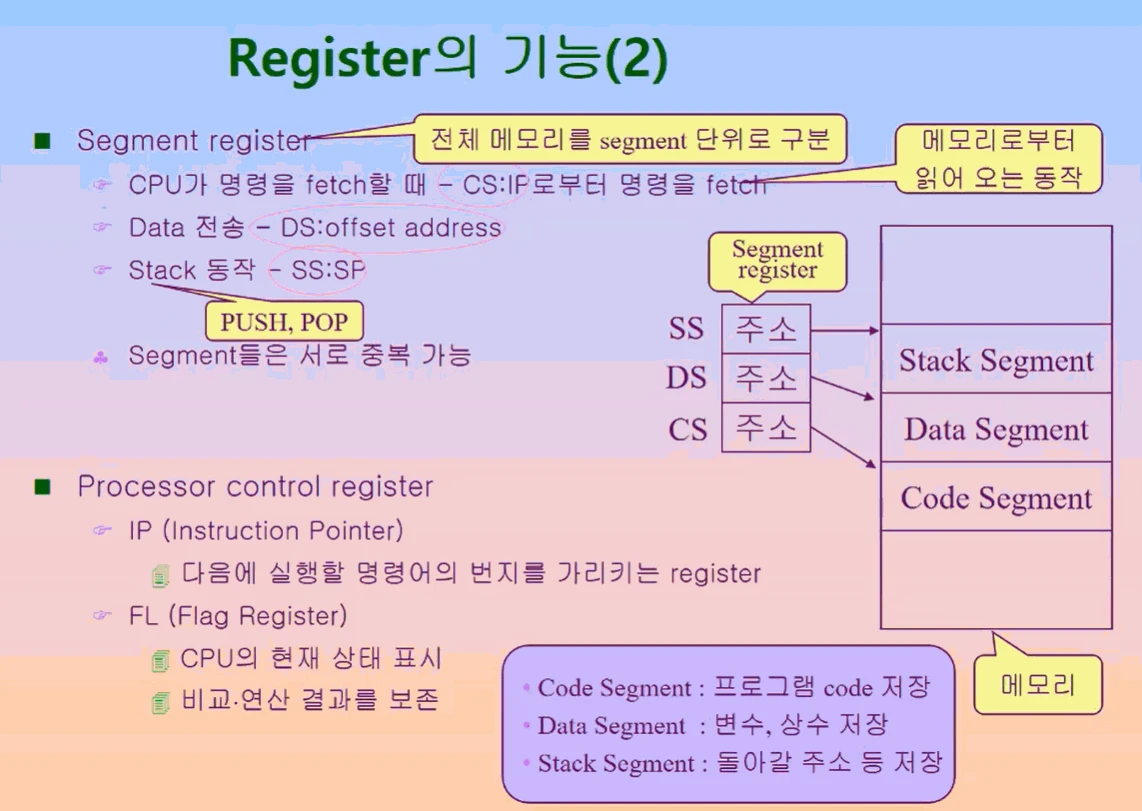 Register의 기능(2)
Segment register
전체 메모리를 segment 단위로 구분
CPU가 명령을 fetch할 때 – CS:IP로부터 명령을 fetch
메모리로부터
읽어 오는 동작
Data 전송 – DS:offset address
Stack 동작 – SS:SP
PUSH, POP
Segment들은 서로 중복 가능
Segment
register
SS 주소
DS 주소
CS 주소
Stack Segment
Data Segment
Code Segment
메모리
Processor control register
IP (Instruction Pointer)
다음에 실행할 명령어의 번지를 가리키는 register
FL (Flag Register)
CPU의 현재 상태 표시
비교·연산 결과를 보존
• Code Segment : 프로그램 code 저장
• Data Segment : 변수, 상수 저장
• Stack Segment : 돌아갈 주소 등 저장